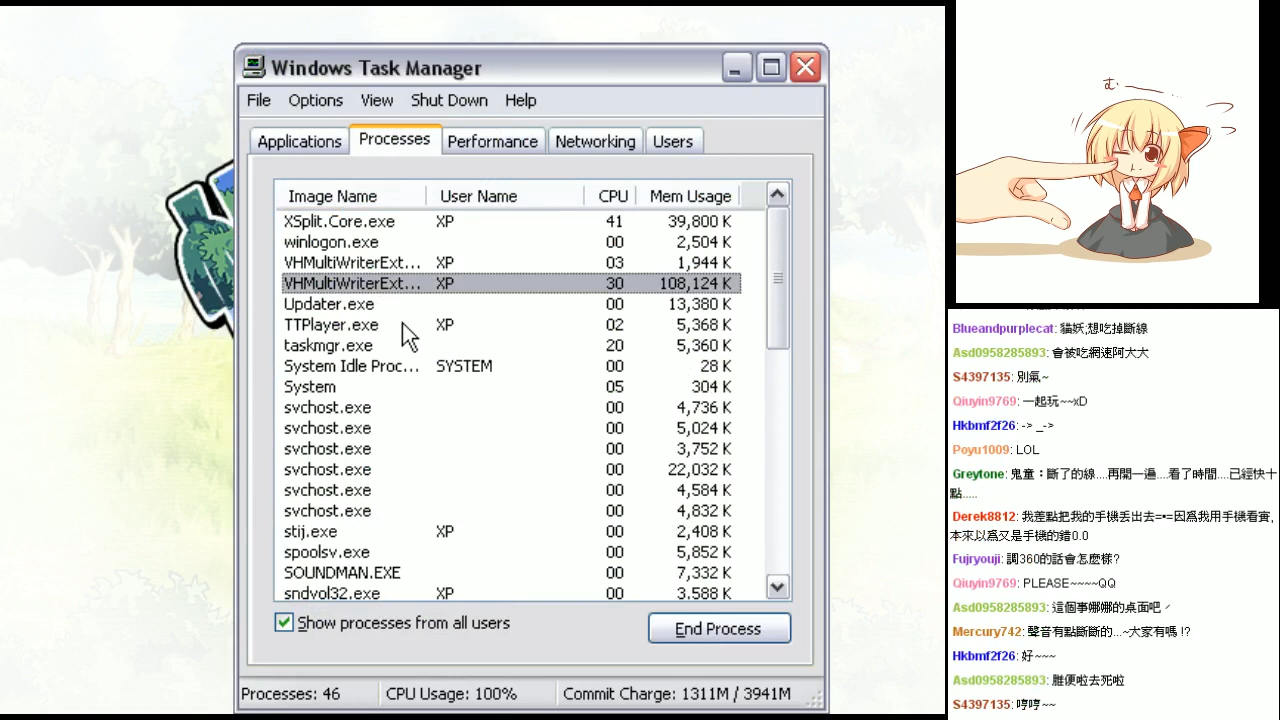 Windows Task Manager
File Options View Shut Down Help
Applications Processes Performance Networking Users
Image Name User Name CPU Mem Usage
XSplit.Core.exe XP 41 39,800 K
winlogon.exe 00 2,504 K
VHMultiWriterExt... XP 03 1,944 K
VHMultiWriterExt... XP 30 108,124 K
Updater.exe 00 13,380 K
TTPlayer.exe XP 02 5,368 K
taskmgr.exe 20 5,360 K
System Idle Proc... SYSTEM 00 28 K
System 05 304 K
svchost.exe 00 4,736 K
svchost.exe 00 5,024 K
svchost.exe 00 3,752 K
svchost.exe 00 22,032 K
svchost.exe 00 4,584 K
svchost.exe 00 4,832 K
stij.exe XP 00 2,408 K
spoolsv.exe 00 5,852 K
SOUNDMAN.EXE 00 7,332 K
sndvol32.exe XP 00 3,588 K
Show processes from all users
End Process
Processes: 46 CPU Usage: 100% Commit Charge: 1311M / 3941M
む
Blueandpurplecat: 貓妖;想吃掉斷線
Asd0958285893: 會被吃網速阿大大
S4397135: 別氣~
Qiuyin9769: 一起玩~~xD
Hkbmf2f26: -> _->
Poyu1009: LOL
Greytone: 鬼童：斷了的線....再開一遍....看了時間....已經快十
點.....
Derek8812: 我差點把我的手機丟出去=•=因為我用手機看實,
本來以為又是手機的錯0.0
Fujryouji: 調360的話會怎麼樣?
Qiuyin9769: PLEASE~~~~QQ
Asd0958285893: 這個事娜娜的桌面吧ˊ
Mercury742: 聲音有點斷斷的...~大家有嗎 !?
Hkbmf2f26: 好~~~
Asd0958285893: 便啦去死啦
S4397135: 哼哼~~